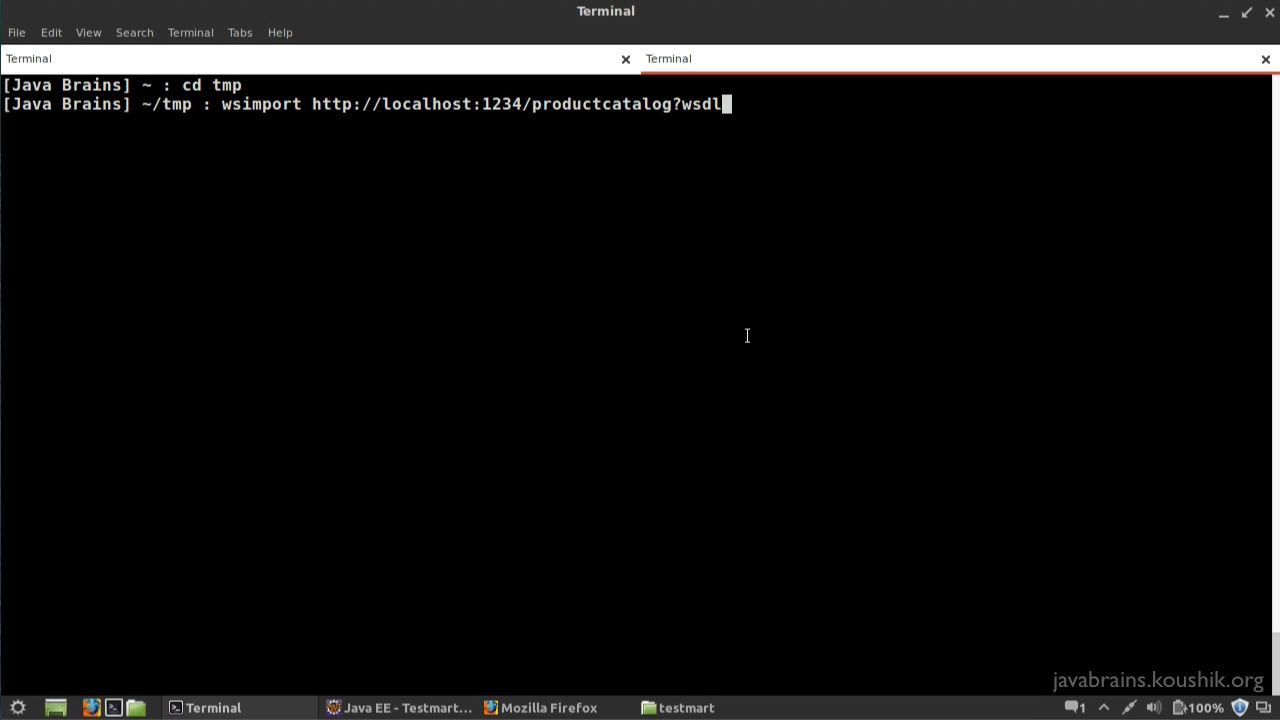 Terminal
File Edit View Search Terminal Tabs Help
Terminal Terminal
[Java Brains] ~ : cd tmp
[Java Brains] ~/tmp : wsimport http://localhost:1234/productcatalog?wsdl
javabrains.koushik.org
Terminal Java EE - Testmart... Mozilla Firefox testmart 1 100%